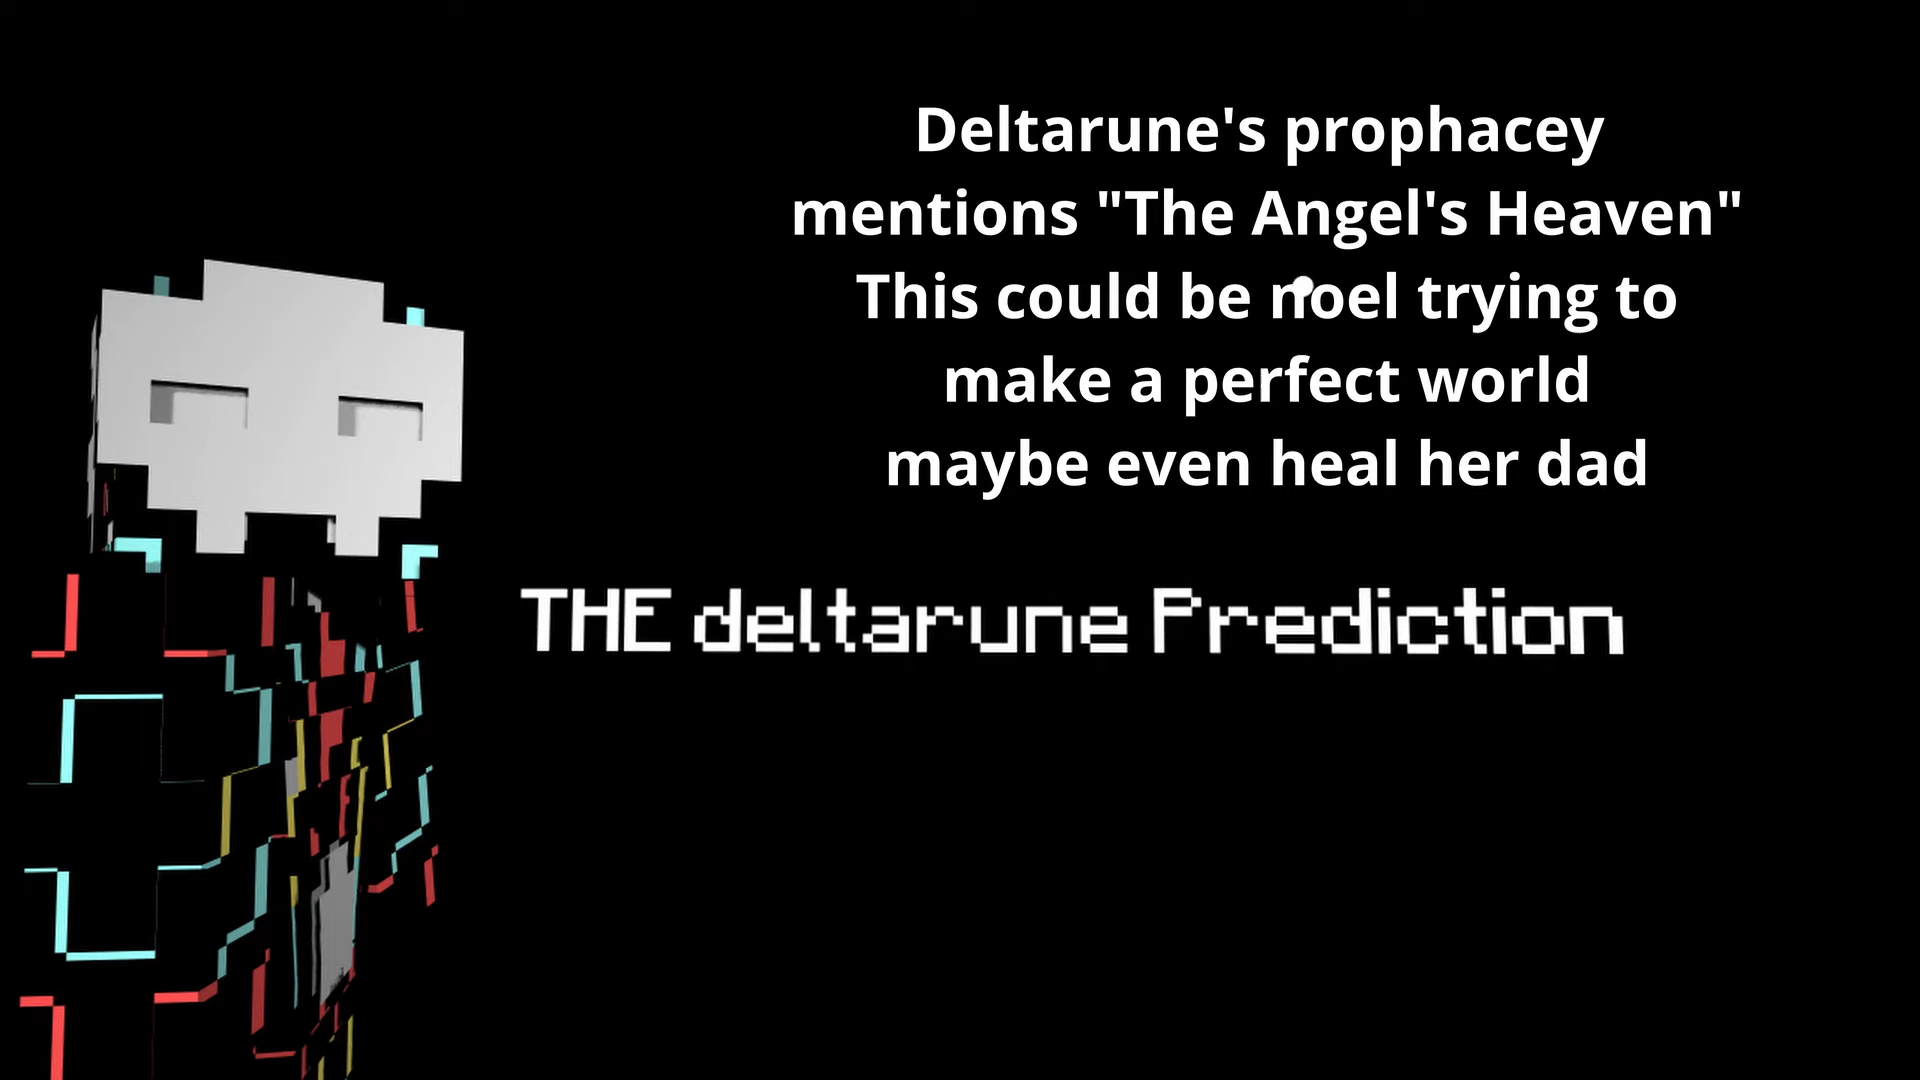 Deltarune's prophacey
mentions "The Angel's Heaven"
This could be noel trying to
make a perfect world
maybe even heal her dad
THE deltarune Prediction